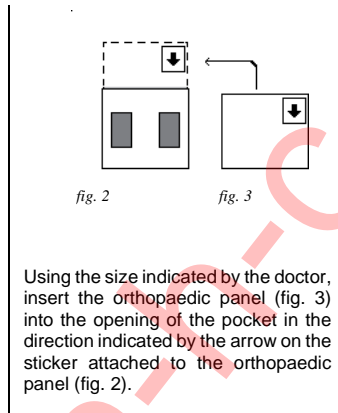 fig. 2 fig. 3
Using the size indicated by the doctor,
insert the orthopaedic panel (fig. 3)
into the opening of the pocket in the
direction indicated by the arrow on the
sticker attached to the orthopaedic
panel (fig. 2).